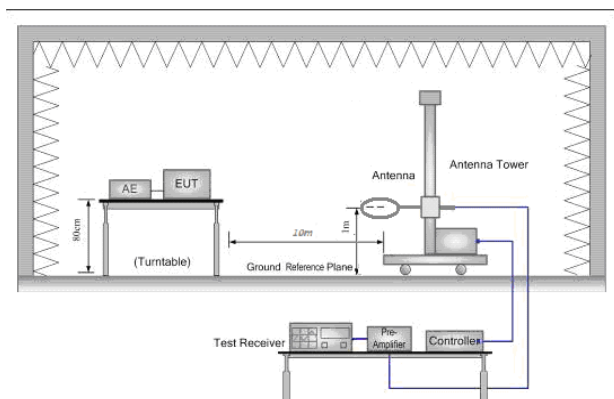 Antenna
Antenna Tower
AE
EUT
80cm
(Turntable)
10m
1m
Ground Reference Plane
Test Receiver
Pre-
Amplifier
Controller